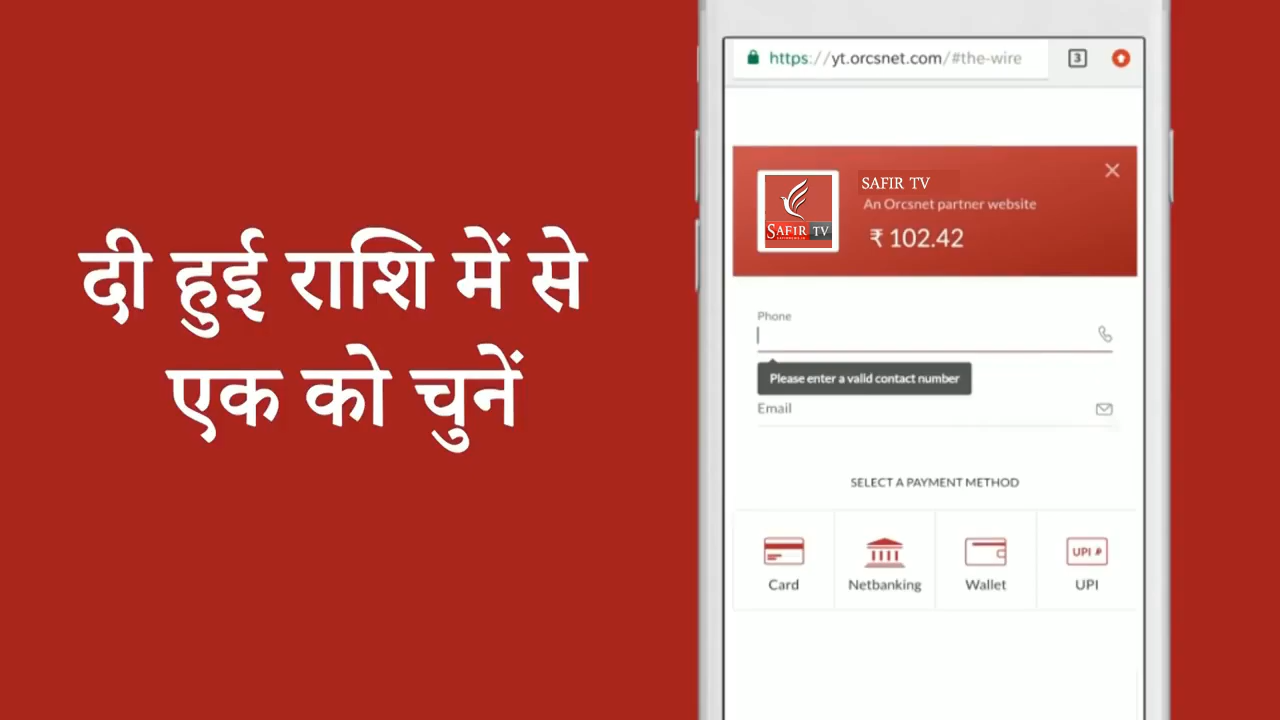 दी हुई राशि में से
एक को चुनें
https://yt.orcsnet.com/#the-wire
3
SAFIR TV
SAFIR TV
An Orcsnet partner website
₹ 102.42
Phone
Please enter a valid contact number
Email
SELECT A PAYMENT METHOD
Card
Netbanking
Wallet
UPI
UPI